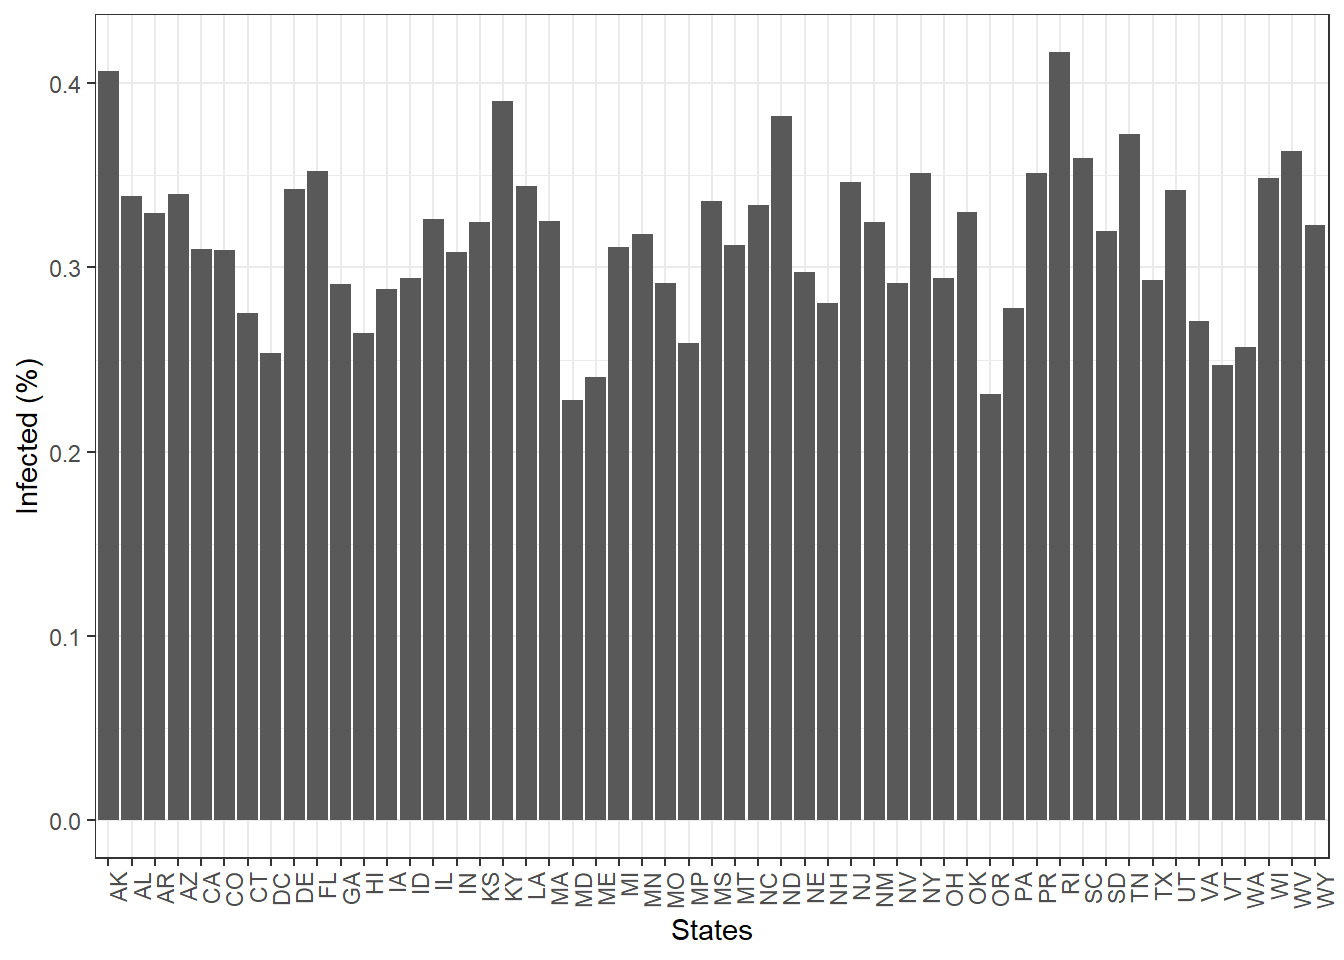 Infected (%)
0.4
0.3
0.2
0.1
0.0
AK AL AR AZ CA CO CT DC DE FL GA HI IA ID IL IN KS KY LA MA MD ME MI MN MO MP MS MT NC ND NE NH NJ NM NV NY OH OK OR PA PR RI SC SD TN TX UT VA VT WA WI WV WY
States